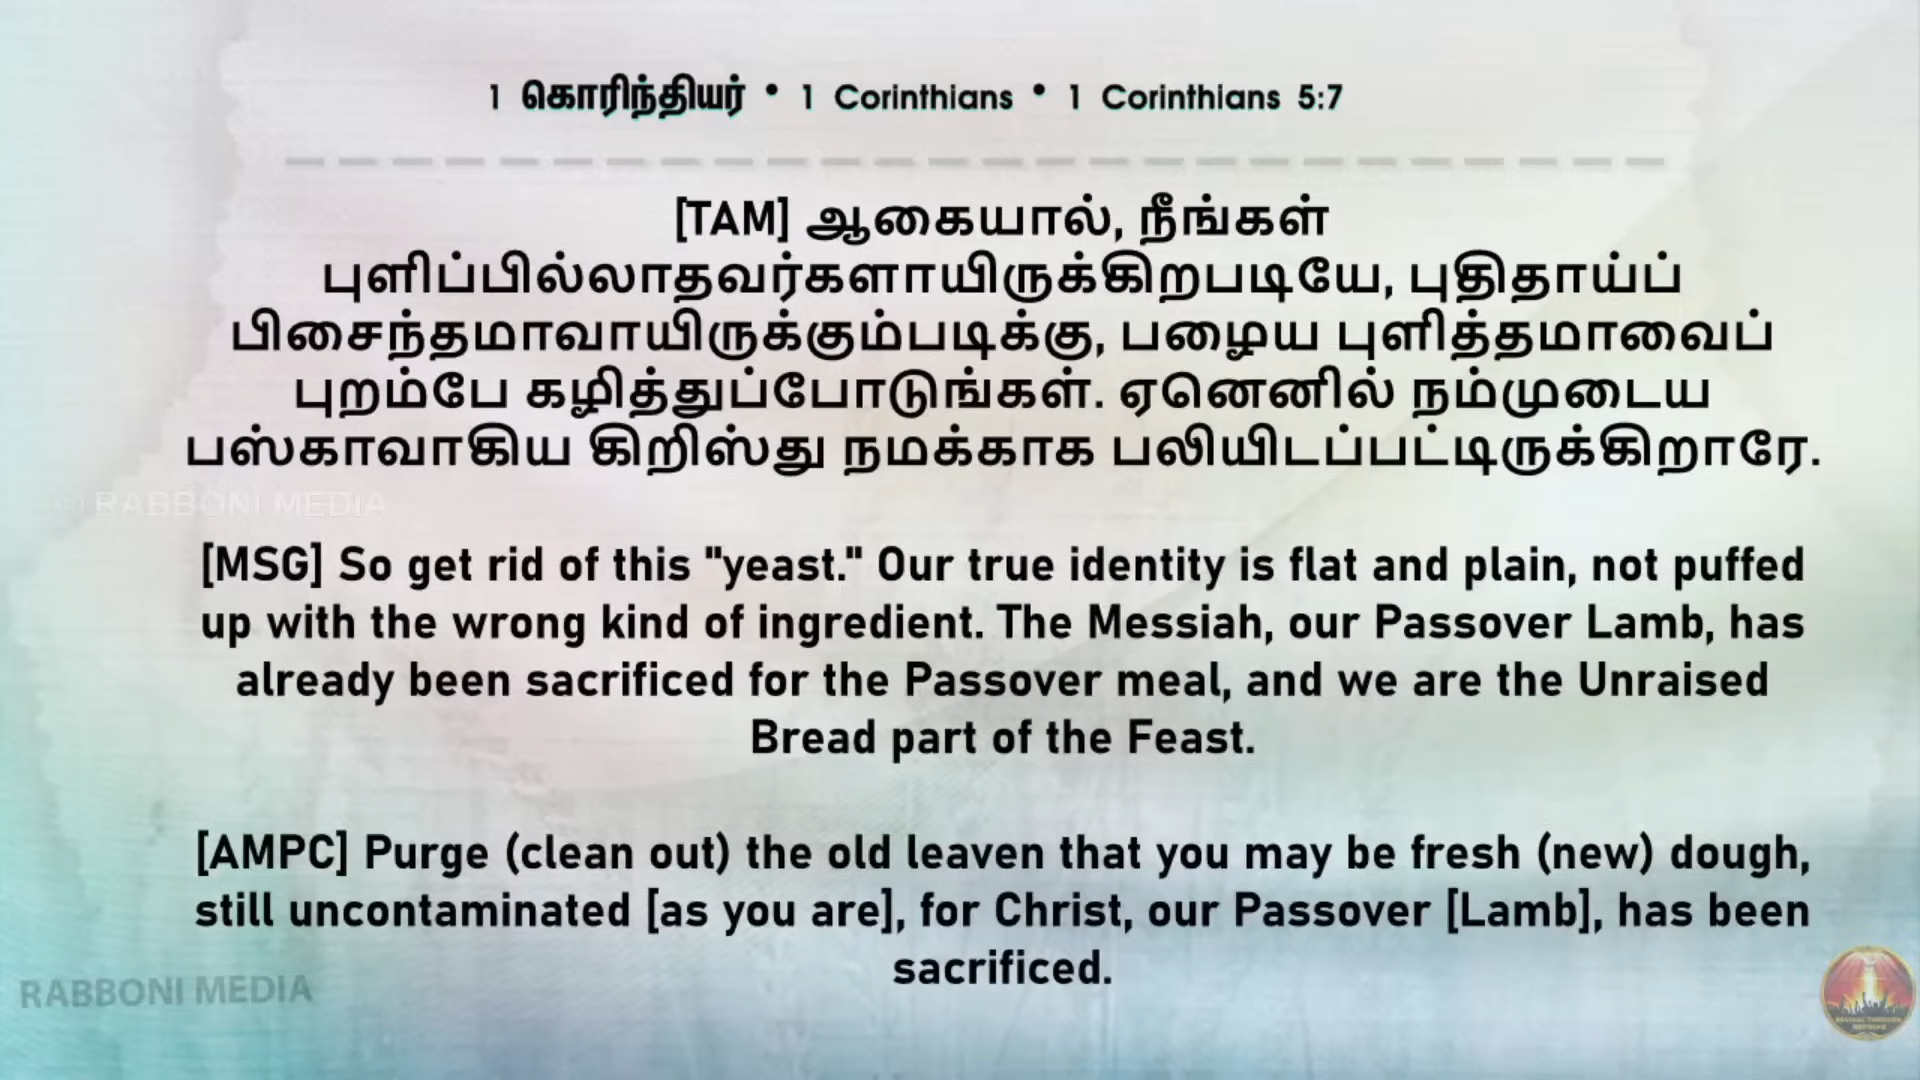 1 கொரிந்தியர் • 1 Corinthians • 1 Corinthians 5:7
[TAM] ஆகையால், நீங்கள்
புளிப்பில்லாதவர்களாயிருக்கிறபடியே, புதிதாய்ப்
பிசைந்தமாவாயிருக்கும்படிக்கு, பழைய புளித்தமாவைப்
புறம்பே கழித்துப்போடுங்கள். ஏனெனில் நம்முடைய
பஸ்காவாகிய கிறிஸ்து நமக்காக பலியிடப்பட்டிருக்கிறாரே.
© RABBONI MEDIA
[MSG] So get rid of this "yeast." Our true identity is flat and plain, not puffed
up with the wrong kind of ingredient. The Messiah, our Passover Lamb, has
already been sacrificed for the Passover meal, and we are the Unraised
Bread part of the Feast.
[AMPC] Purge (clean out) the old leaven that you may be fresh (new) dough,
still uncontaminated [as you are], for Christ, our Passover [Lamb], has been
sacrificed.
RABBONI MEDIA